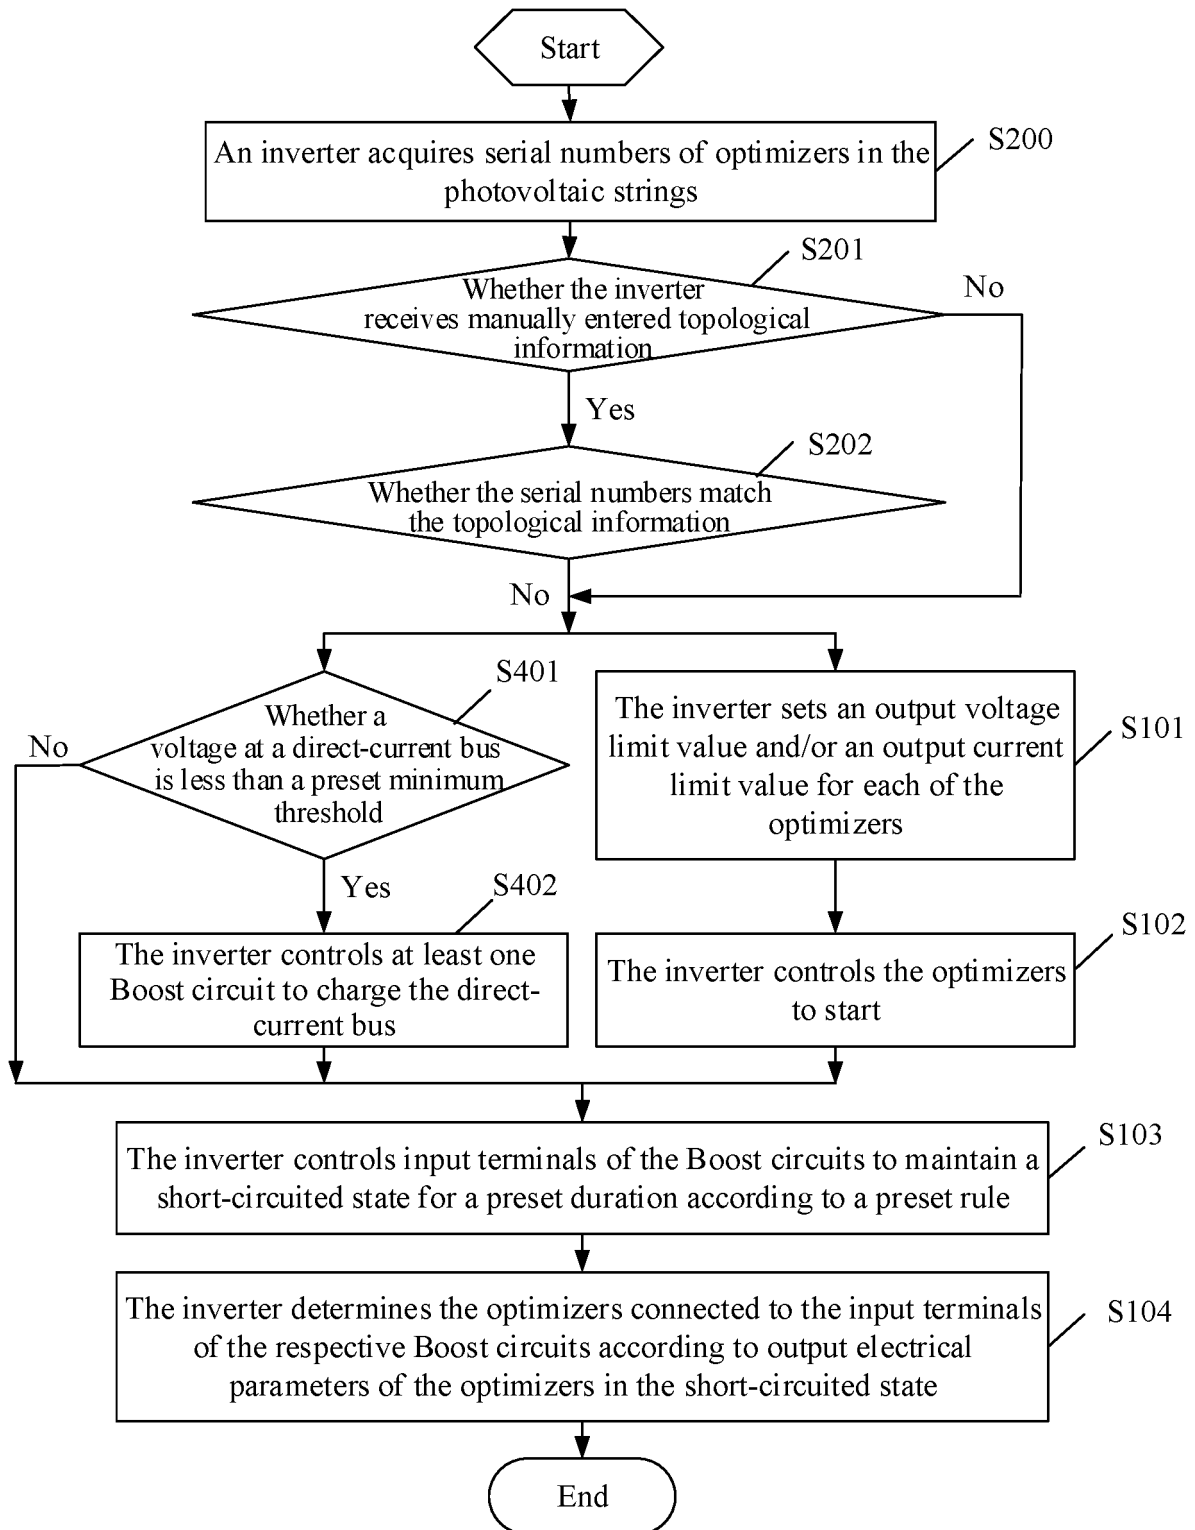 Start
An inverter acquires serial numbers of optimizers in the
photovoltaic strings
S200
S201
Whether the inverter
receives manually entered topological
information
No
Yes
S202
Whether the serial numbers match
the topological information
No
S401
Whether a
voltage at a direct-current bus
is less than a preset minimum
threshold
No
Yes
The inverter sets an output voltage
limit value and/or an output current
limit value for each of the
optimizers
S101
S402
The inverter controls at least one
Boost circuit to charge the direct-
current bus
S102
The inverter controls the optimizers
to start
S103
The inverter controls input terminals of the Boost circuits to maintain a
short-circuited state for a preset duration according to a preset rule
S104
The inverter determines the optimizers connected to the input terminals
of the respective Boost circuits according to output electrical
parameters of the optimizers in the short-circuited state
End